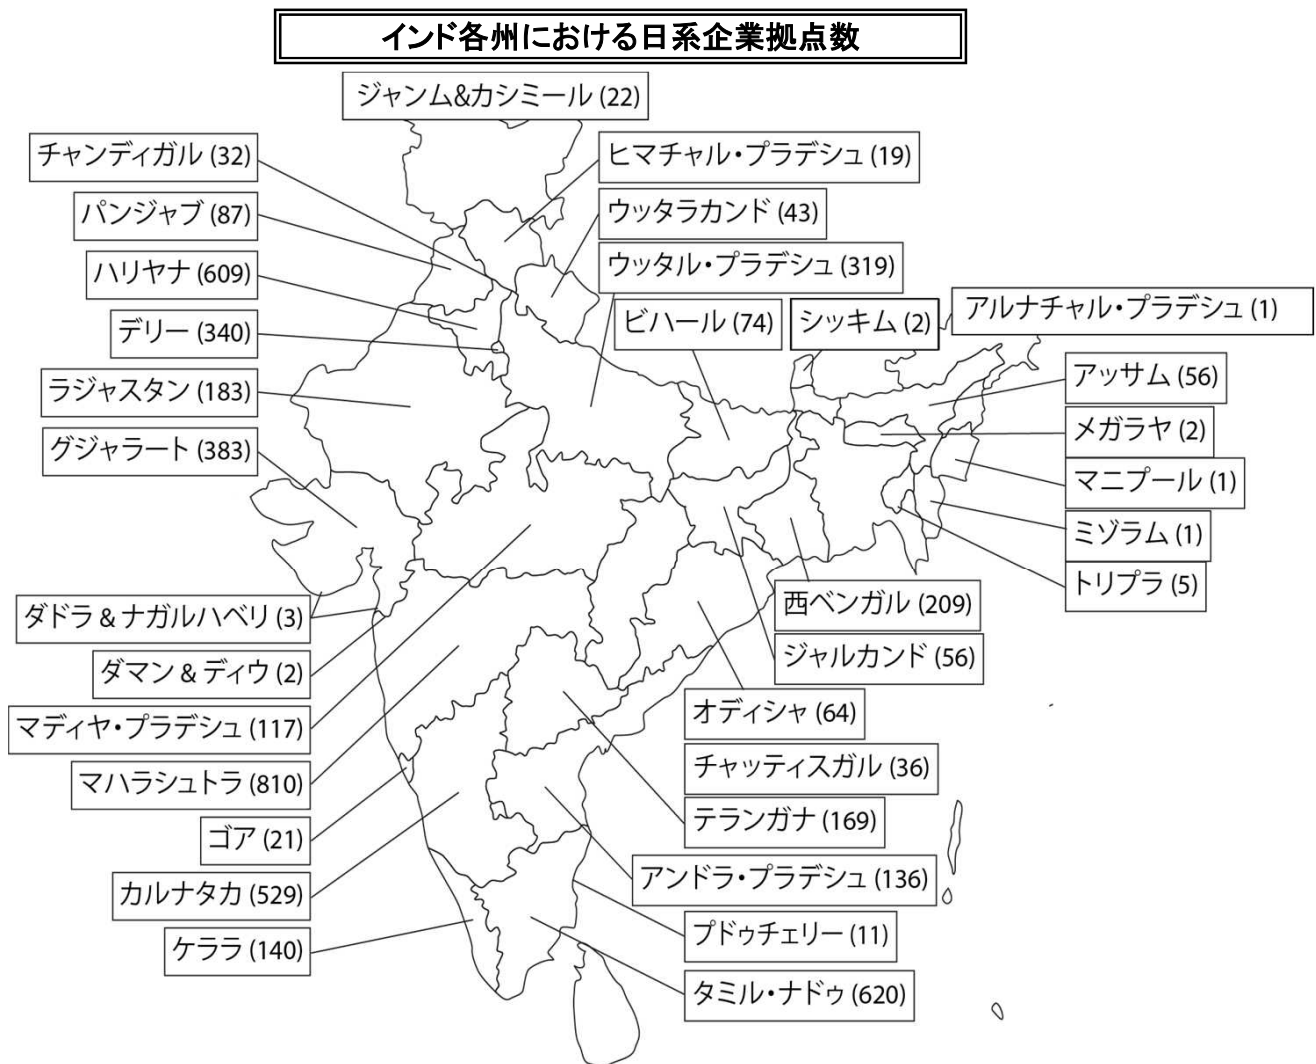 インド各州における日系企業拠点数
ジャンム&カシミール (22)
チャンディガル (32)
パンジャブ (87)
ハリヤナ (609)
デリー (340)
ラジャスタン (183)
グジャラート (383)
ダドラ & ナガルハベリ (3)
ダマン & ディウ (2)
マディヤ・プラデシュ (117)
マハラシュトラ (810)
ゴア (21)
カルナタカ (529)
ケララ (140)
ヒマチャル・プラデシュ (19)
ウッタラカンド (43)
ウッタル・プラデシュ (319)
ビハール (74)
シッキム (2)
アルナチャル・プラデシュ (1)
アッサム (56)
メガラヤ (2)
マニプール (1)
ミゾラム (1)
トリプラ (5)
西ベンガル (209)
ジャルカンド (56)
オディシャ (64)
チャッティスガル (36)
テランガナ (169)
アンドラ・プラデシュ (136)
プドゥチェリー (11)
タミル・ナドゥ (620)